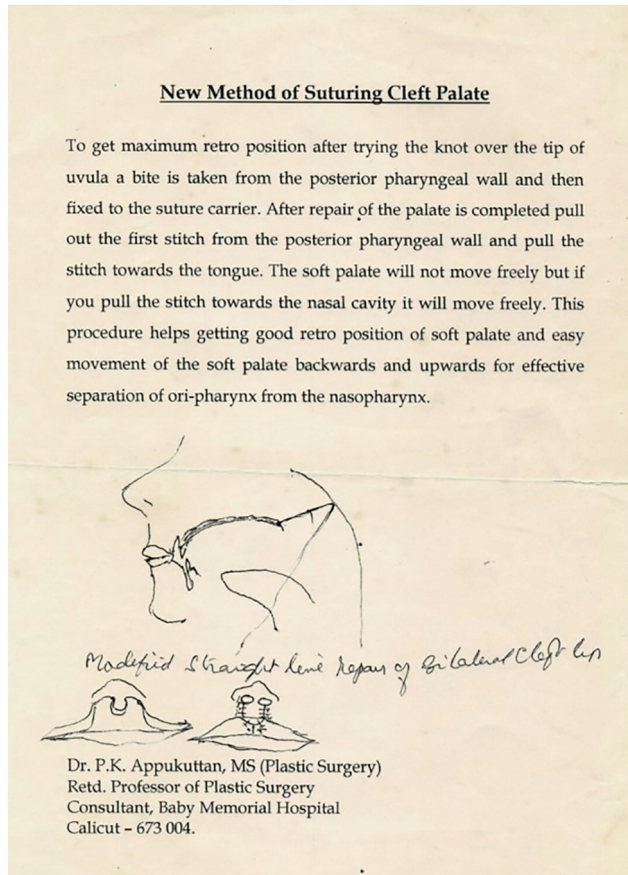 New Method of Suturing Cleft Palate
To get maximum retro position after trying the knot over the tip of
uvula a bite is taken from the posterior pharyngeal wall and then
fixed to the suture carrier. After repair of the palate is completed pull
out the first stitch from the posterior pharyngeal wall and pull the
stitch towards the tongue. The soft palate will not move freely but if
you pull the stitch towards the nasal cavity it will move freely. This
procedure helps getting good retro position of soft palate and easy
movement of the soft palate backwards and upwards for effective
separation of ori-pharynx from the nasopharynx.
Modified Straight line repair of Bilateral Cleft lip
Dr. P.K. Appukuttan, MS (Plastic Surgery)
Retd. Professor of Plastic Surgery
Consultant, Baby Memorial Hospital
Calicut – 673 004.